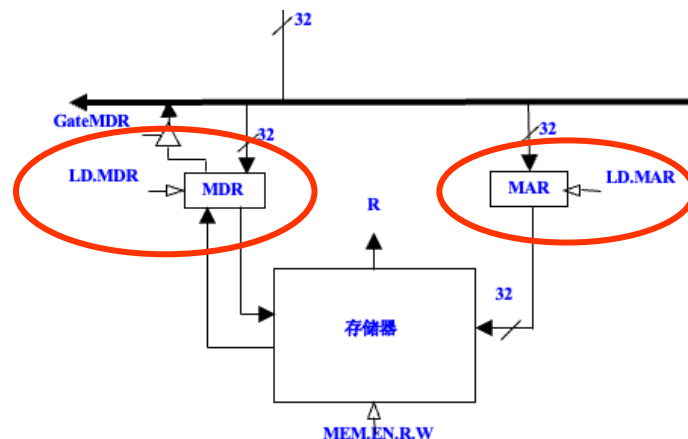 32
GateMDR
32
32
LD.MDR
MDR
MAR
LD.MAR
R
32
存储器
MEM.EN.R.W